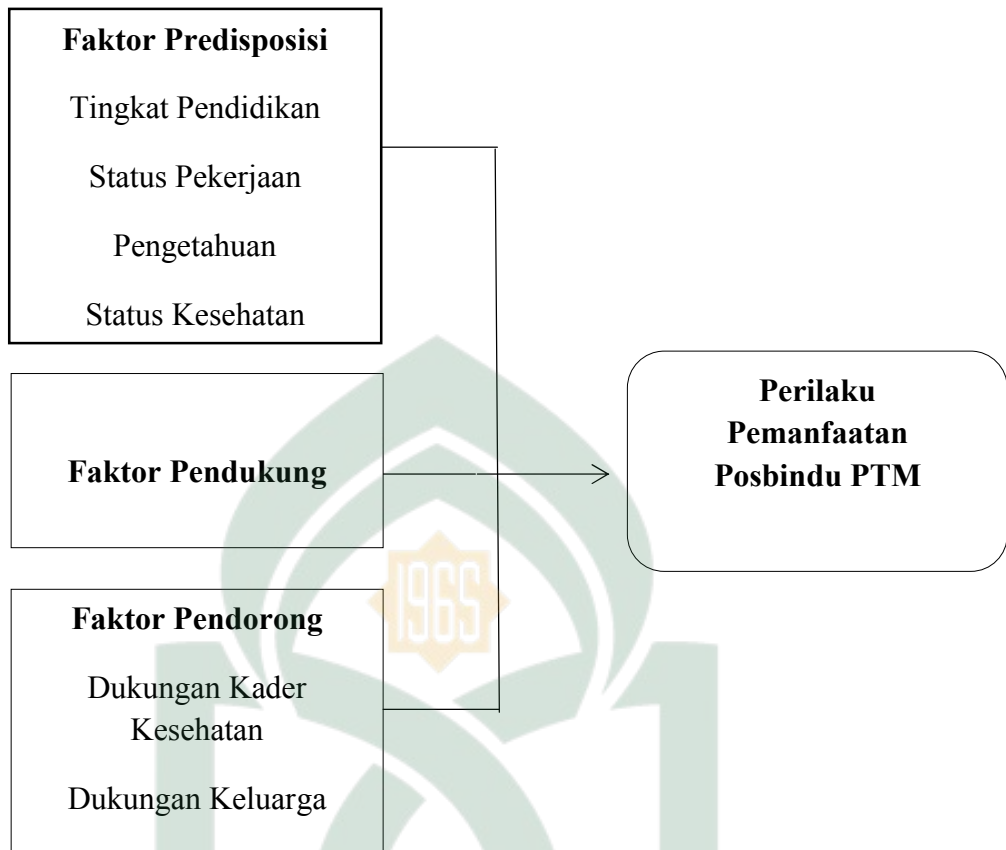 Faktor Predisposisi
Tingkat Pendidikan
Status Pekerjaan
Pengetahuan
Status Kesehatan
Faktor Pendukung
Faktor Pendorong
Dukungan Kader
Kesehatan
Dukungan Keluarga
Perilaku
Pemanfaatan
Posbindu PTM
1965